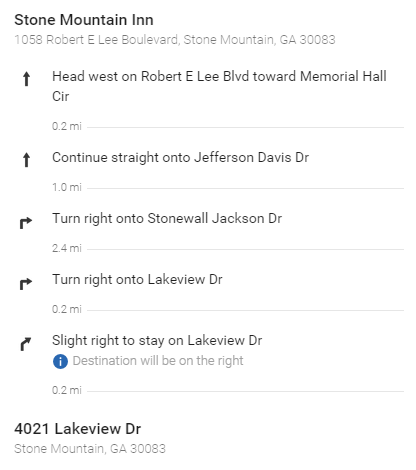 Stone Mountain Inn
1058 Robert E Lee Boulevard, Stone Mountain, GA 30083
Head west on Robert E Lee Blvd toward Memorial Hall
Cir
0.2 mi
Continue straight onto Jefferson Davis Dr
1.0 mi
Turn right onto Stonewall Jackson Dr
2.4 mi
Turn right onto Lakeview Dr
0.2 mi
Slight right to stay on Lakeview Dr
i Destination will be on the right
0.2 mi
4021 Lakeview Dr
Stone Mountain, GA 30083